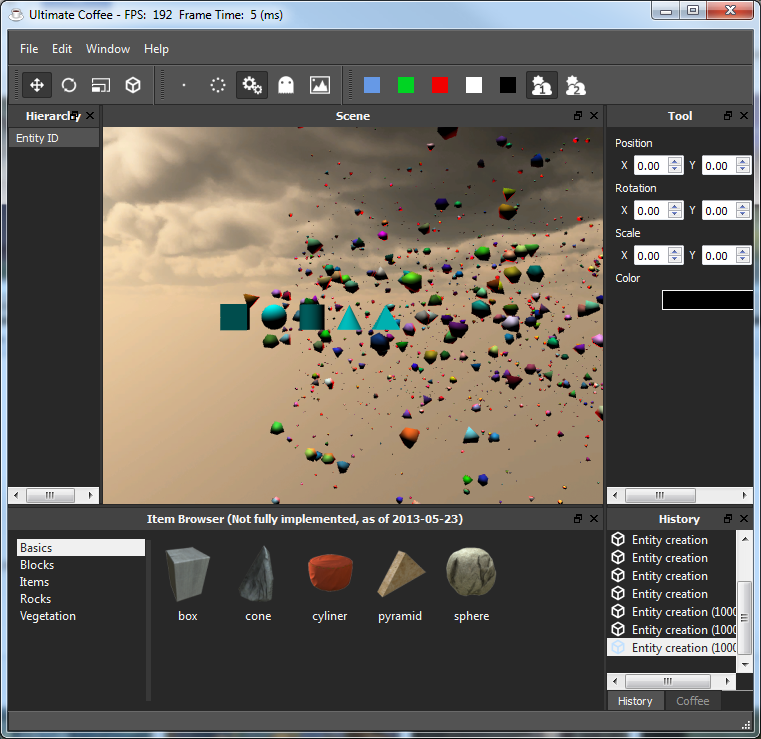 Ultimate Coffee - FPS: 192 Frame Time: 5 (ms)
File Edit Window Help
1 2
Hierarchy
Scene
Tool
Entity ID
Position
X 0.00 Y 0.00
Rotation
X 0.00 Y 0.00
Scale
X 0.00 Y 0.00
Color
Item Browser (Not fully implemented, as of 2013-05-23)
History
Basics
Blocks
Items
Rocks
Vegetation
box cone cyliner pyramid sphere
Entity creation
Entity creation
Entity creation
Entity creation
Entity creation (1000
Entity creation (1000
Entity creation (1000
History Coffee